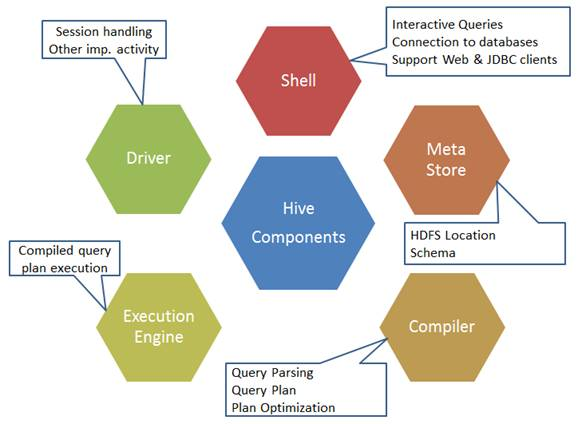 Session handling
Other imp. activity
Interactive Queries
Connection to databases
Support Web & JDBC clients
Shell
Driver
Meta
Store
Hive
Components
HDFS Location
Schema
Compiled query
plan execution
Execution
Engine
Compiler
Query Parsing
Query Plan
Plan Optimization